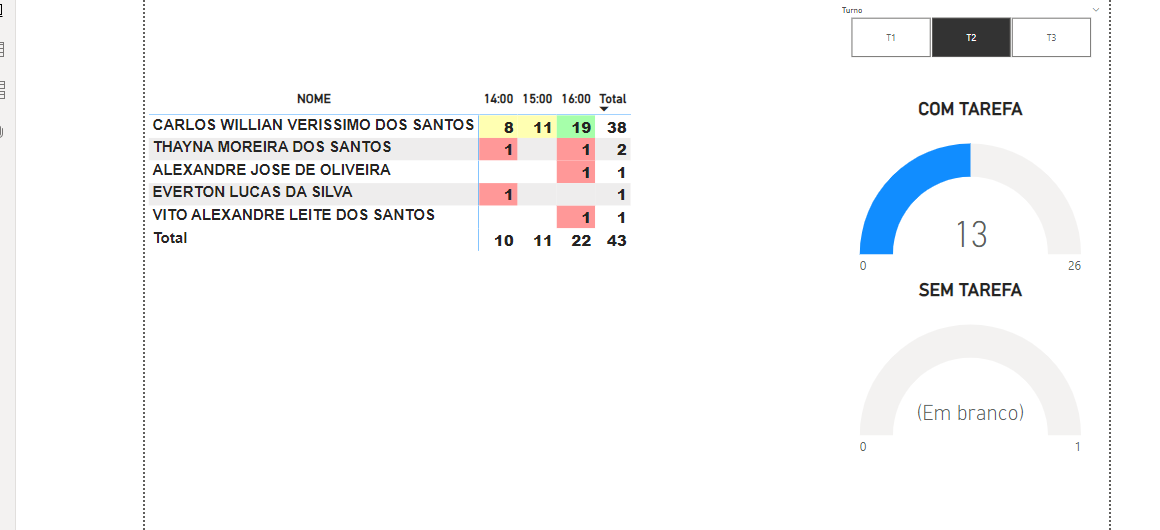 Turno
T1 T2 T3
NOME 14:00 15:00 16:00 Total
CARLOS WILLIAN VERISSIMO DOS SANTOS 8 11 19 38
THAYNA MOREIRA DOS SANTOS 1 1 2
ALEXANDRE JOSE DE OLIVEIRA 1 1
EVERTON LUCAS DA SILVA 1 1
VITO ALEXANDRE LEITE DOS SANTOS 1 1
Total 10 11 22 43
COM TAREFA
13
0 26
SEM TAREFA
(Em branco)
0 1